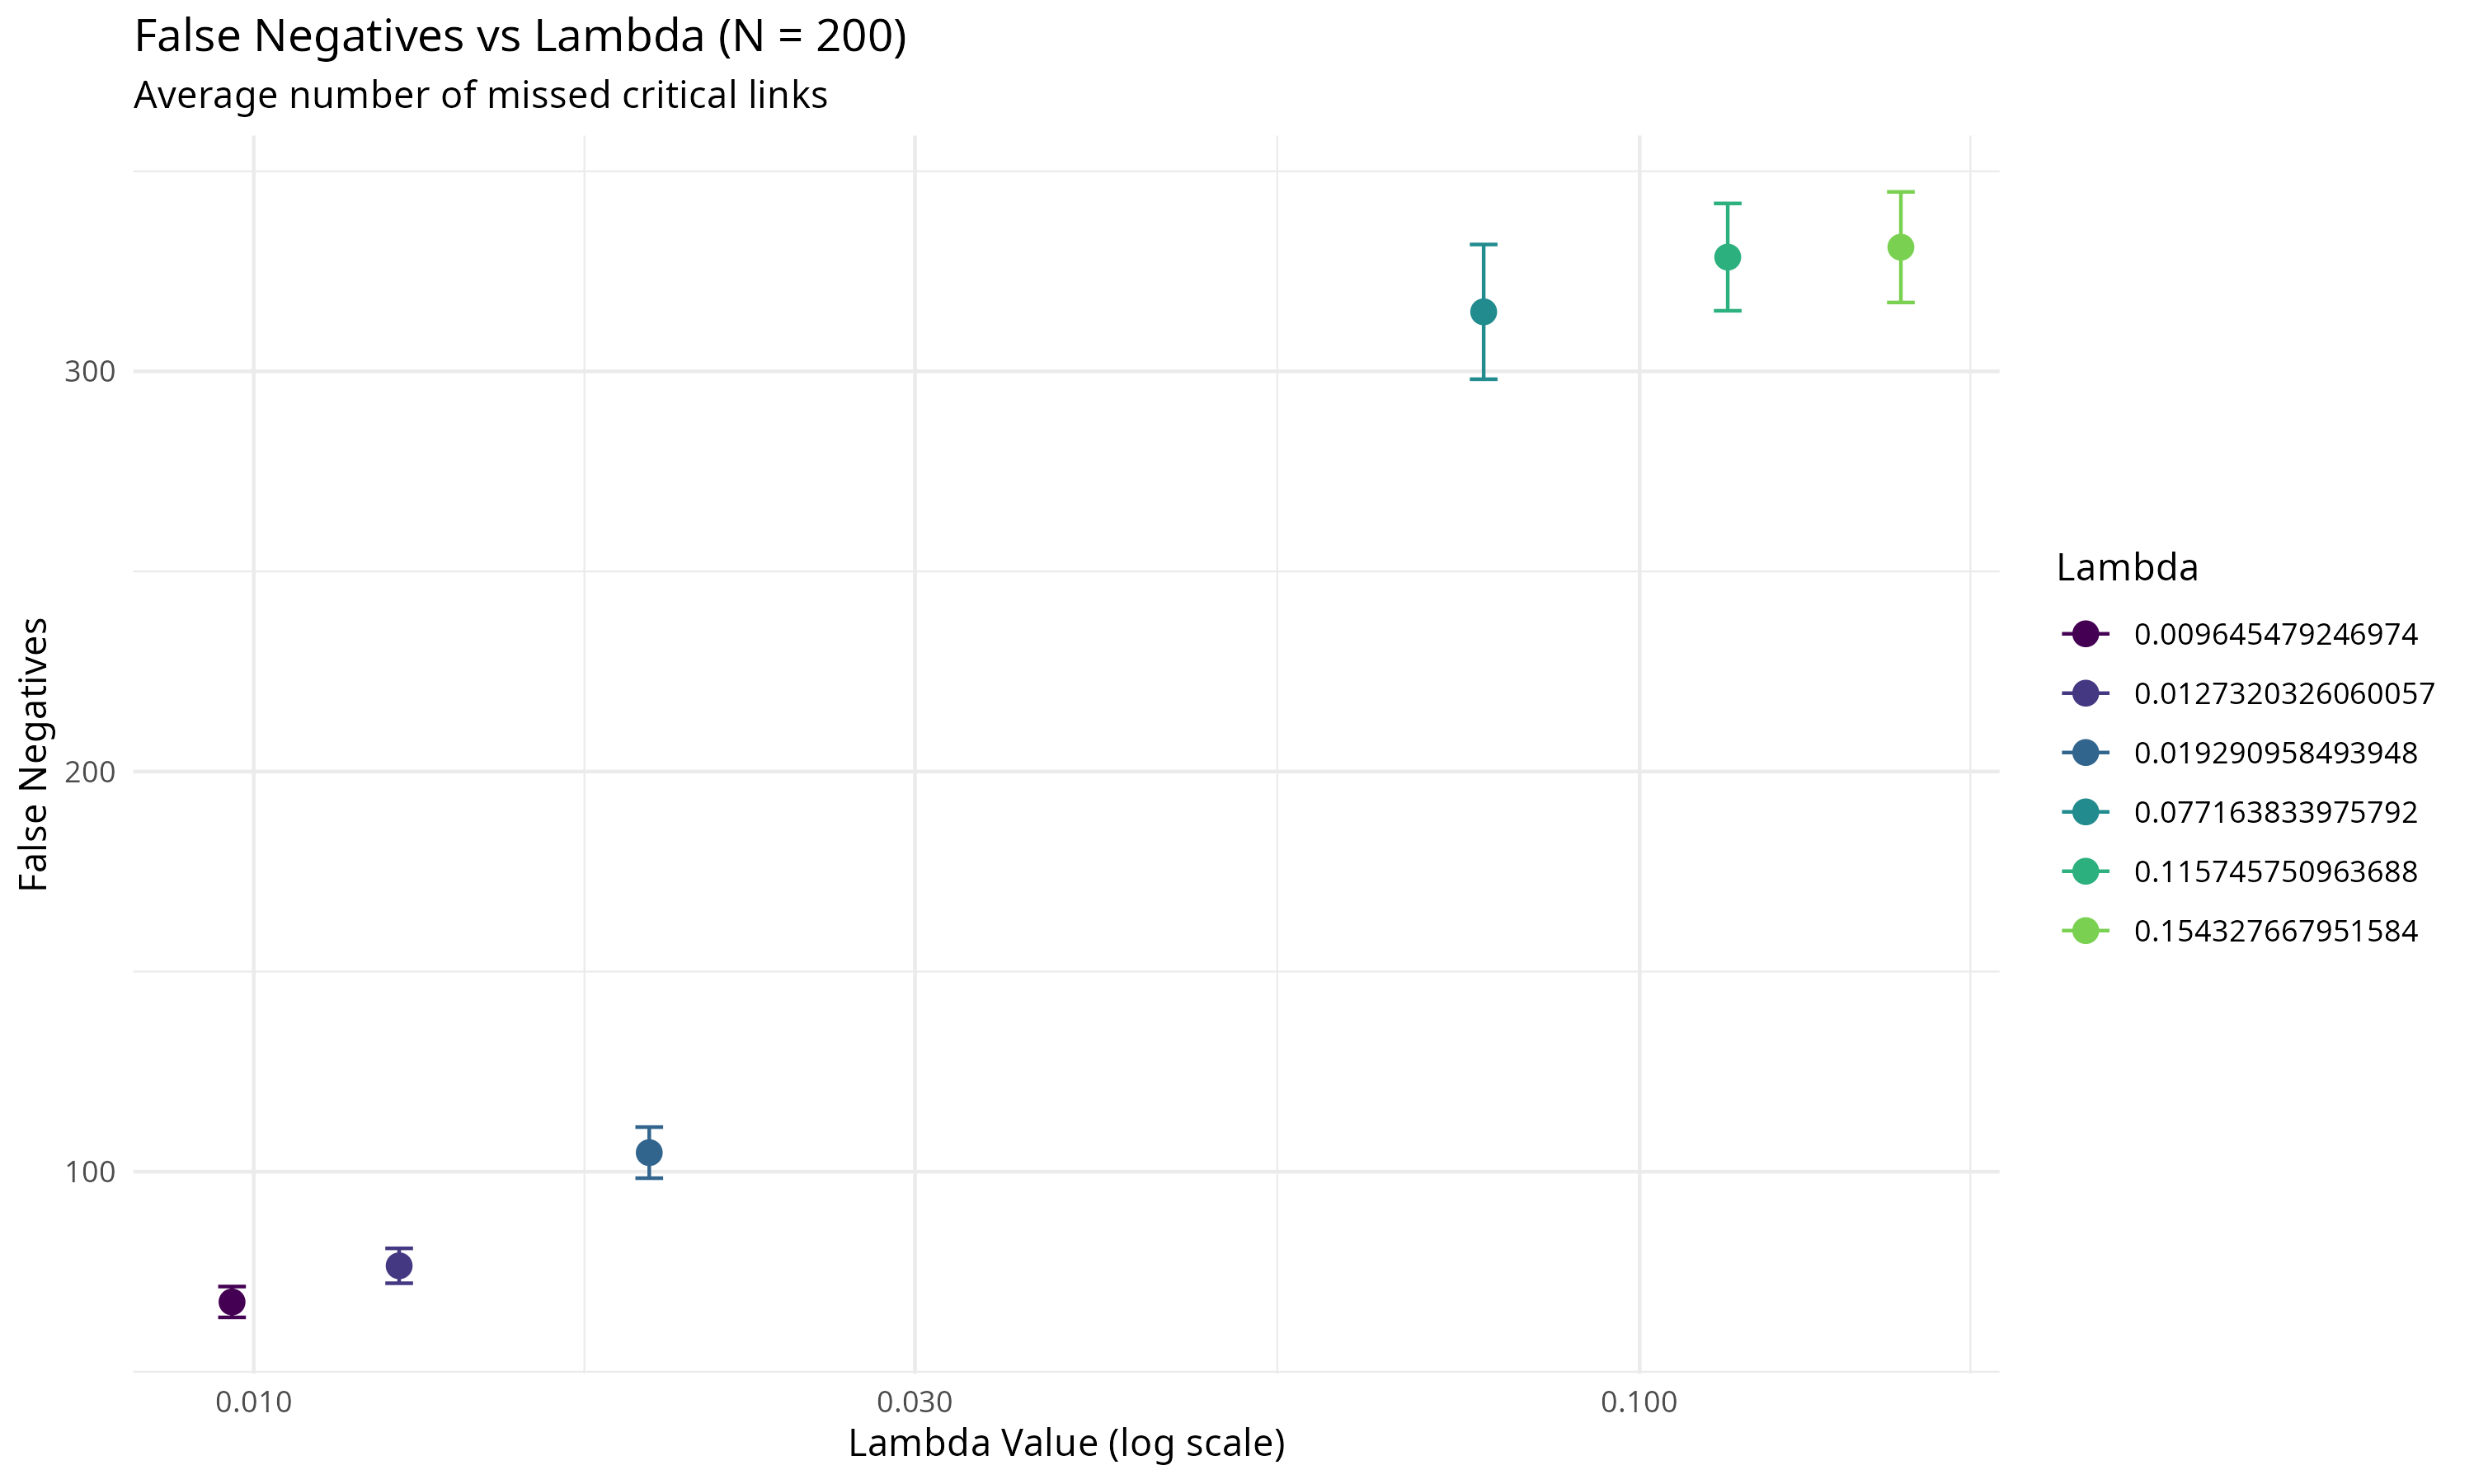 False Negatives vs Lambda (N = 200)
Average number of missed critical links
False Negatives
300
200
100
0.010
0.030
0.100
Lambda Value (log scale)
Lambda
0.009645479246974
0.0127320326060057
0.019290958493948
0.077163833975792
0.115745750963688
0.154327667951584